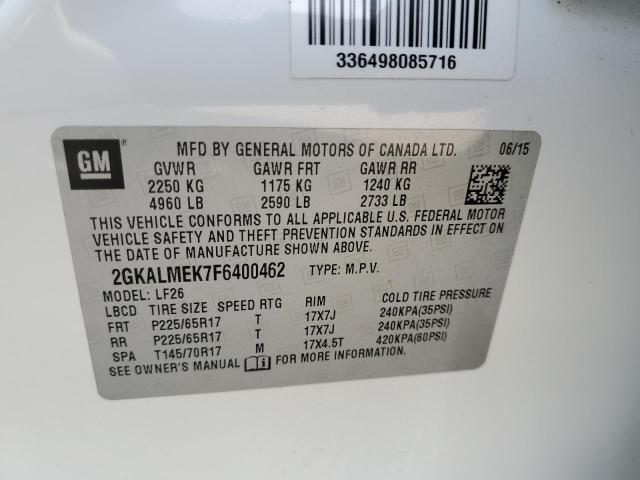 336498085716
GM
MFD BY GENERAL MOTORS OF CANADA LTD. 06/15
GVWR GAWR FRT GAWR RR
2250 KG 1175 KG 1240 KG
4960 LB 2590 LB 2733 LB
THIS VEHICLE CONFORMS TO ALL APPLICABLE U.S. FEDERAL MOTOR
VEHICLE SAFETY AND THEFT PREVENTION STANDARDS IN EFFECT ON
THE DATE OF MANUFACTURE SHOWN ABOVE.
2GKALMEK7F6400462 TYPE: M.P.V.
MODEL: LF26
LBCD TIRE SIZE SPEED RTG RIM COLD TIRE PRESSURE
FRT P225/65R17 T 17X7J 240KPA(35PSI)
RR P225/65R17 T 17X7J 240KPA(35PSI)
SPA T145/70R17 M 17X4.5T 420KPA(60PSI)
SEE OWNER'S MANUAL FOR MORE INFORMATION.